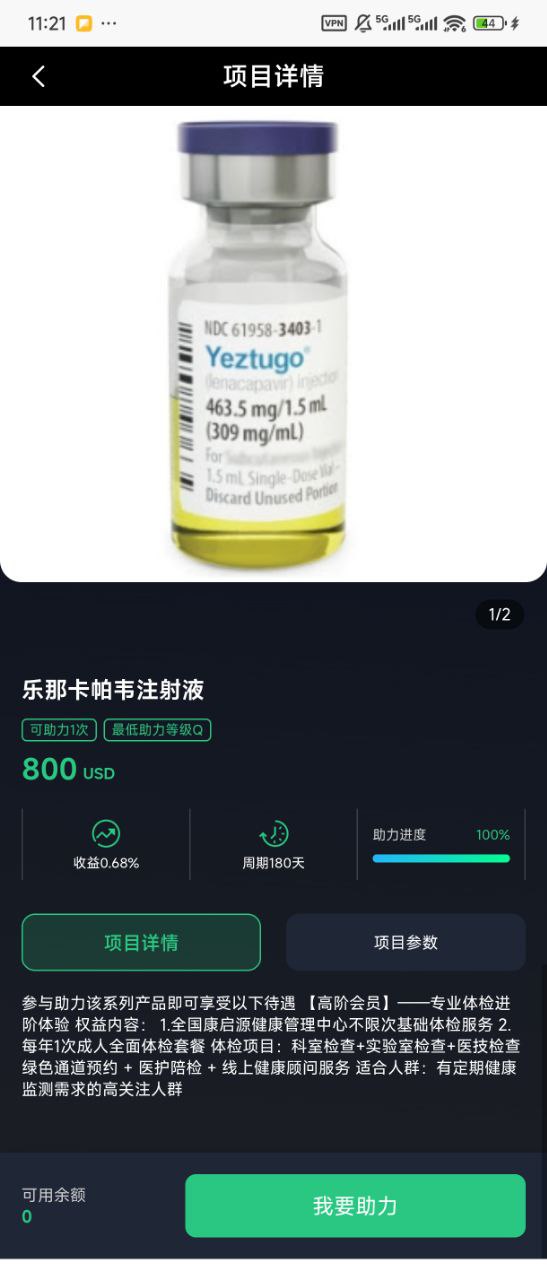 11:21
VPN 5G 5G 6 44
项目详情
NDC 61958-3403-1
Yeztugo®
(lenacapavir) injection
463.5 mg/1.5 mL
(309 mg/mL)
For
1.5 mL Single-Dose Vial
Discard Unused Portion
1/2
乐那卡帕韦注射液
可助力1次 最低助力等级Q
800 USD
收益0.68%
周期180天
助力进度 100%
项目详情 项目参数
参与助力该系列产品即可享受以下待遇 【高阶会员】——专业体检进
阶体验 权益内容： 1.全国康启源健康管理中心不限次基础体检服务 2.
每年1次成人全面体检套餐 体检项目：科室检查+实验室检查+医技检查
绿色通道预约 + 医护陪检 + 线上健康顾问服务 适合人群：有定期健康
监测需求的高关注人群
可用余额
0
我要助力